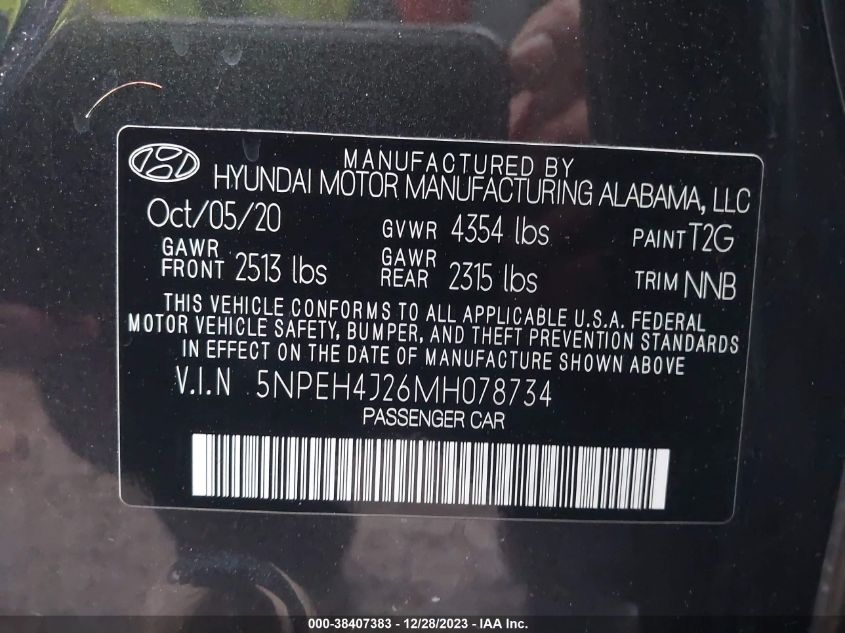 MANUFACTURED BY
HYUNDAI MOTOR MANUFACTURING ALABAMA, LLC
Oct/05/20 GVWR 4354 lbs PAINT T2G
GAWR FRONT 2513 lbs GAWR REAR 2315 lbs TRIM NNB
THIS VEHICLE CONFORMS TO ALL APPLICABLE U.S.A. FEDERAL
MOTOR VEHICLE SAFETY, BUMPER, AND THEFT PREVENTION STANDARDS
IN EFFECT ON THE DATE OF MANUFACTURE SHOWN ABOVE
V.I.N 5NPEH4J26MH078734
PASSENGER CAR
000-38407383 - 12/28/2023 - IAA Inc.